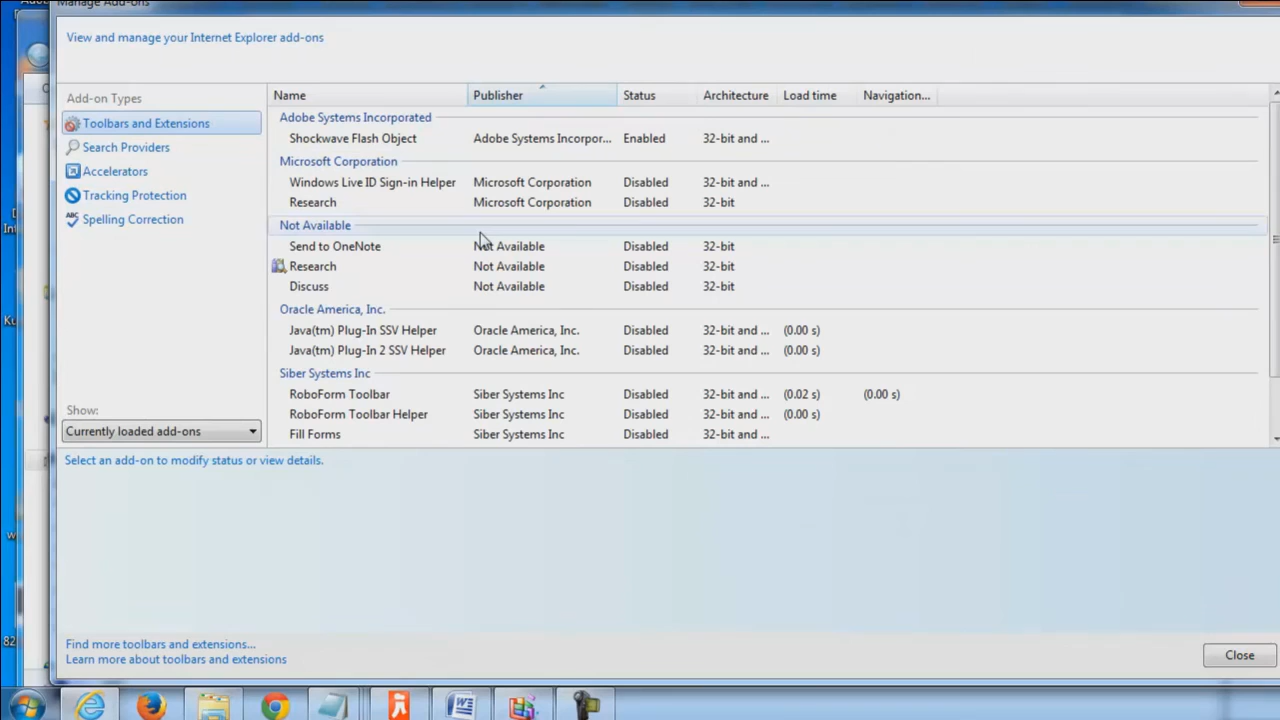 Manage Add-ons
View and manage your Internet Explorer add-ons
Add-on Types
Toolbars and Extensions
Search Providers
Accelerators
Tracking Protection
ABC
Spelling Correction
Show:
Currently loaded add-ons
Name Publisher Status Architecture Load time Navigation...
Adobe Systems Incorporated
Shockwave Flash Object Adobe Systems Incorpor... Enabled 32-bit and ...
Microsoft Corporation
Windows Live ID Sign-in Helper Microsoft Corporation Disabled 32-bit and ...
Research Microsoft Corporation Disabled 32-bit
Not Available
Send to OneNote Not Available Disabled 32-bit
Research Not Available Disabled 32-bit
Discuss Not Available Disabled 32-bit
Oracle America, Inc.
Java(tm) Plug-In SSV Helper Oracle America, Inc. Disabled 32-bit and ... (0.00 s)
Java(tm) Plug-In 2 SSV Helper Oracle America, Inc. Disabled 32-bit and ... (0.00 s)
Siber Systems Inc
RoboForm Toolbar Siber Systems Inc Disabled 32-bit and ... (0.02 s) (0.00 s)
RoboForm Toolbar Helper Siber Systems Inc Disabled 32-bit and ... (0.00 s)
Fill Forms Siber Systems Inc Disabled 32-bit and ...
Select an add-on to modify status or view details.
Find more toolbars and extensions...
Learn more about toolbars and extensions
Close
82